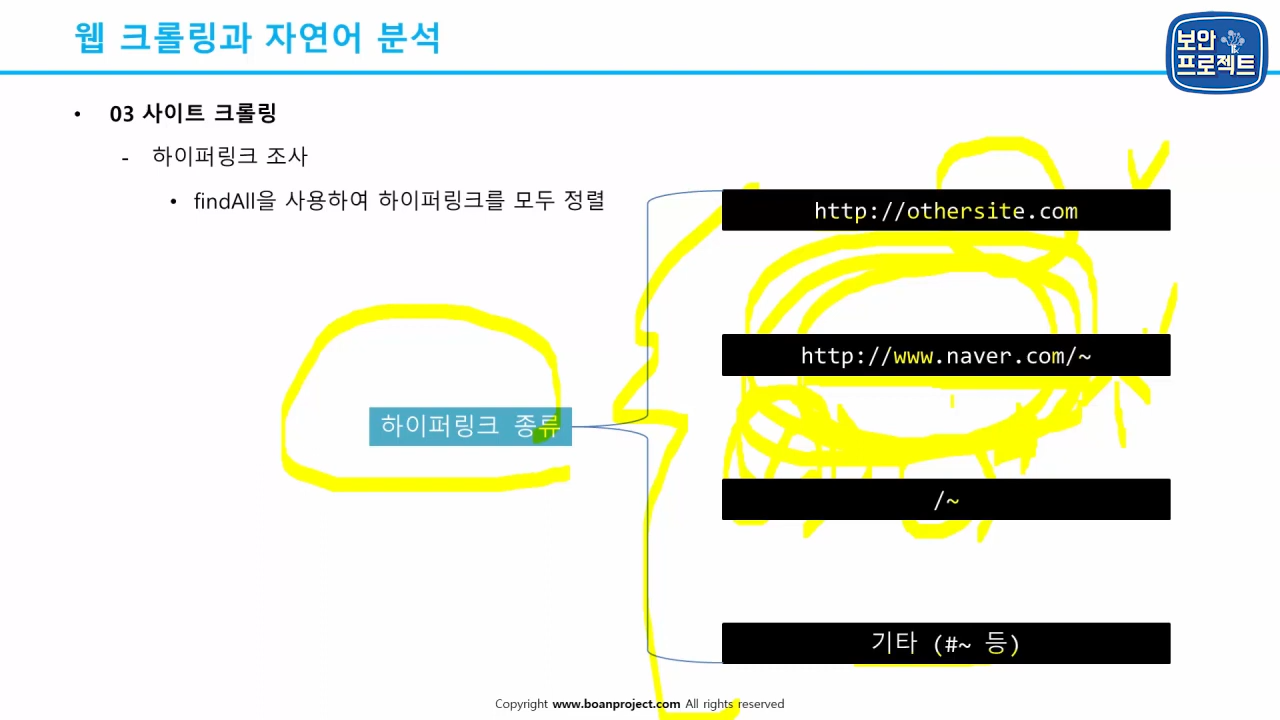 웹 크롤링과 자연어 분석
보안
프로젝트
• 03 사이트 크롤링
- 하이퍼링크 조사
• findAll을 사용하여 하이퍼링크를 모두 정렬
http://othersite.com
http://www.naver.com/~
하이퍼링크 종류
/~
기타 (#~ 등)
Copyright www.boanproject.com All rights reserved